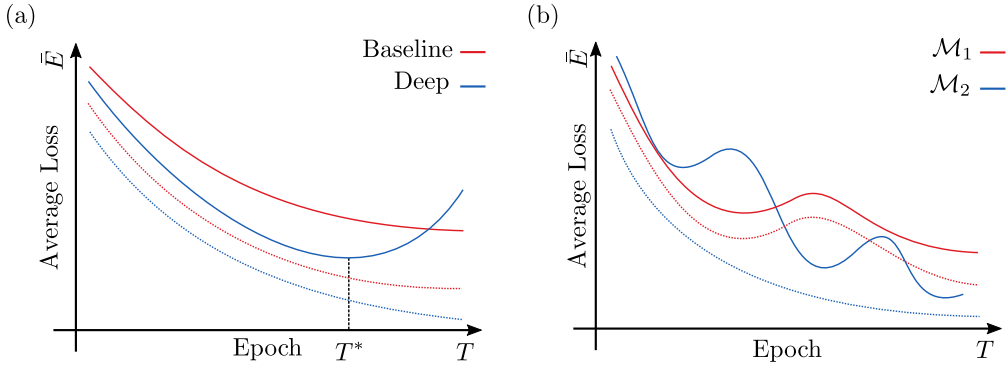 (a)
Ē
Average Loss
Baseline
Deep
Epoch
T*
T
(b)
Ē
Average Loss
ℳ₁
ℳ₂
Epoch
T